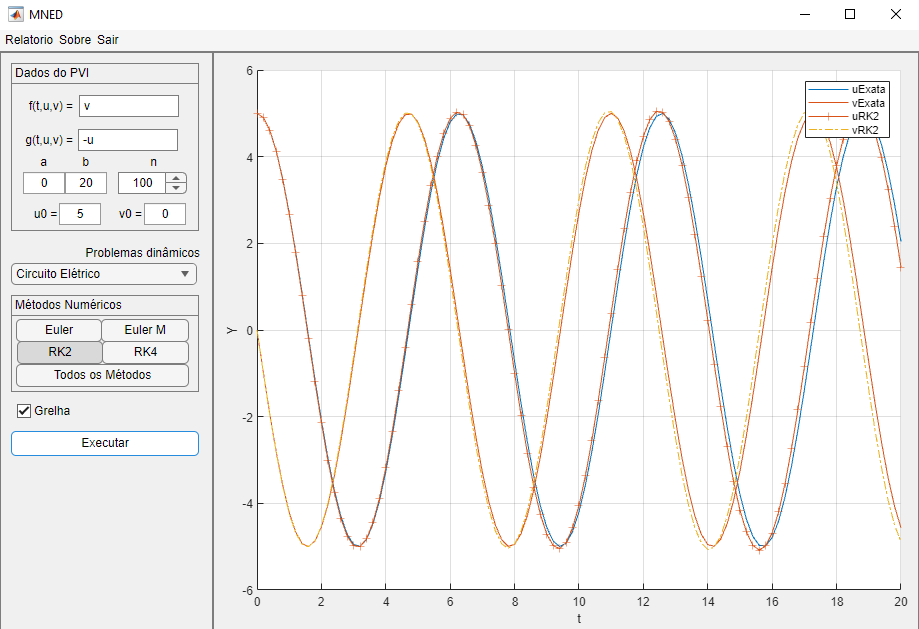 MNED
Relatorio Sobre Sair
Dados do PVI
f(t,u,v) = v
g(t,u,v) = -u
a b n
0 20 100
u0 = 5 v0 = 0
Problemas dinâmicos
Circuito Elétrico
Métodos Numéricos
Euler Euler M
RK2 RK4
Todos os Métodos
Grelha
Executar
6
4
2
0
-2
-4
-6
Y
0 2 4 6 8 10 12 14 16 18 20
t
uExata
vExata
uRK2
vRK2